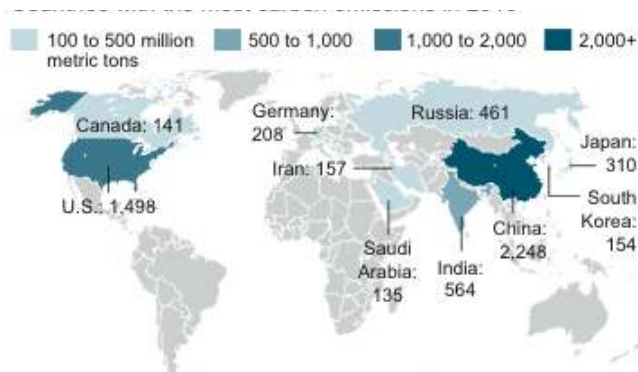 100 to 500 million
metric tons
500 to 1,000
1,000 to 2,000
2,000+
Canada: 141
Germany:
208
Russia: 461
Japan:
310
Iran: 157
U.S.: 1,498
South
Korea:
154
China:
2,248
Saudi
Arabia:
135
India:
564